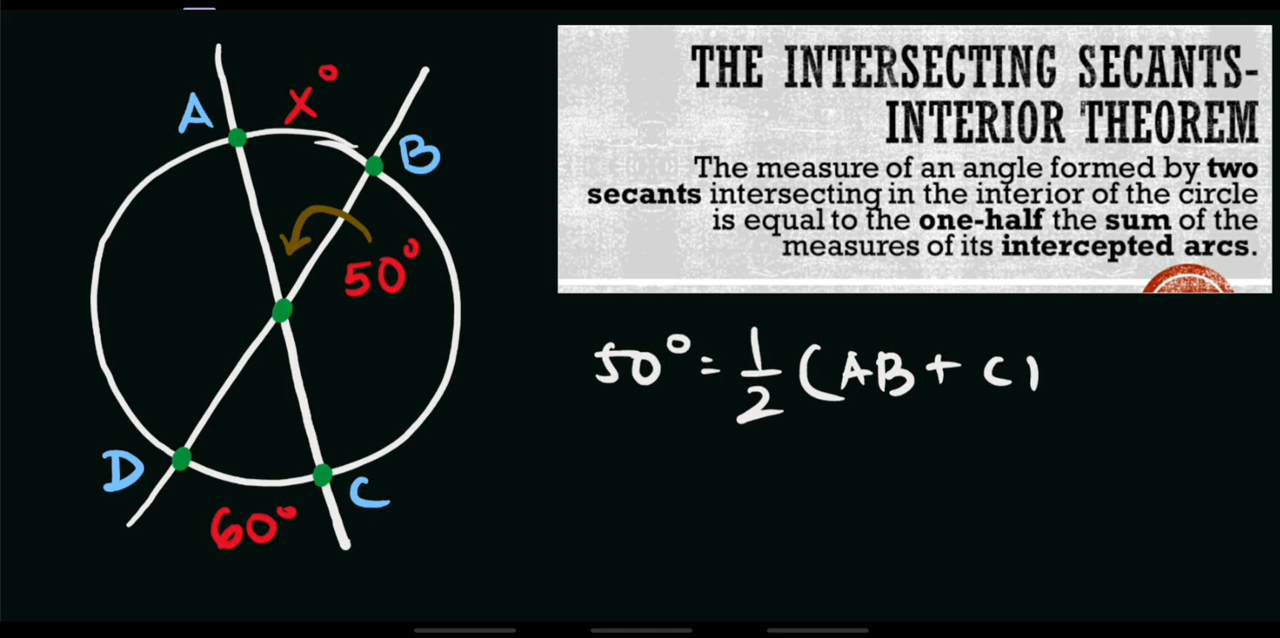 A
x°
B
50°
D
C
60°
THE INTERSECTING SECANTS-
INTERIOR THEOREM
The measure of an angle formed by two
secants intersecting in the interior of the circle
is equal to the one-half the sum of the
measures of its intercepted arcs.
50° = 1/2 (AB + C